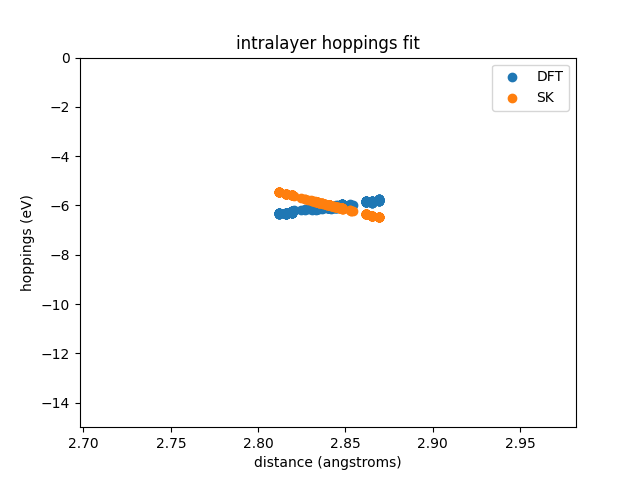 intralayer hoppings fit
DFT
SK
hoppings (eV)
0
−2
−4
−6
−8
−10
−12
−14
2.70 2.75 2.80 2.85 2.90 2.95
distance (angstroms)